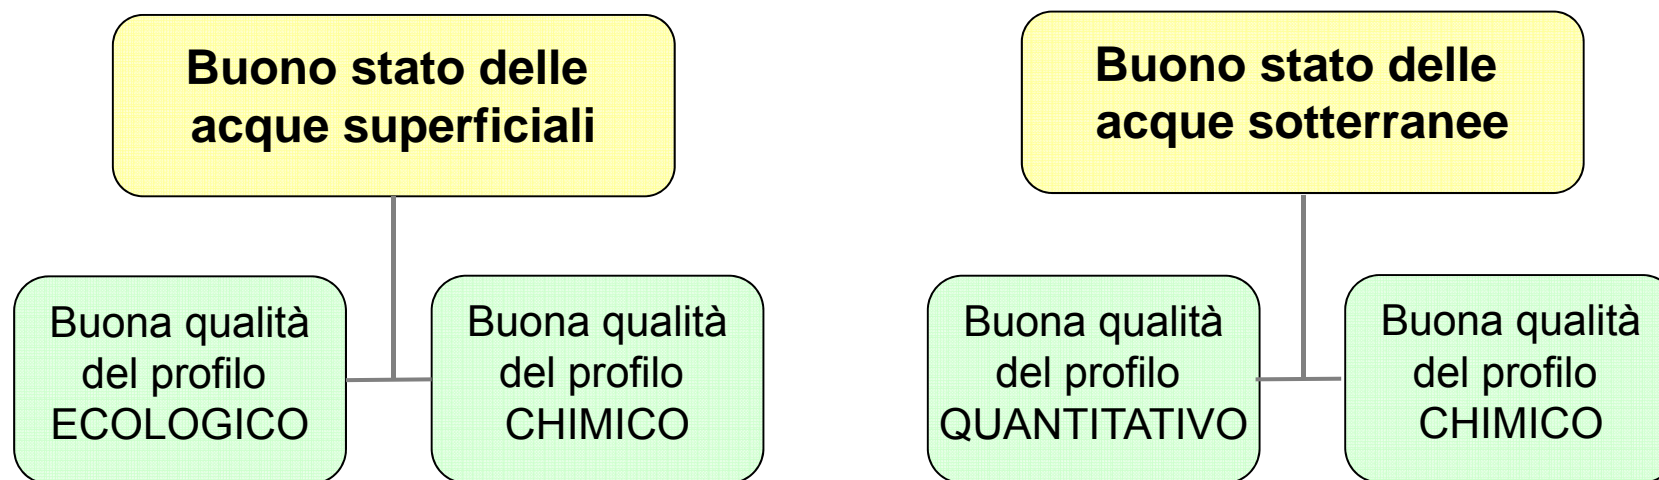 Buono stato delle
acque superficiali
Buona qualità
del profilo
ECOLOGICO
Buona qualità
del profilo
CHIMICO
Buono stato delle
acque sotterranee
Buona qualità
del profilo
QUANTITATIVO
Buona qualità
del profilo
CHIMICO